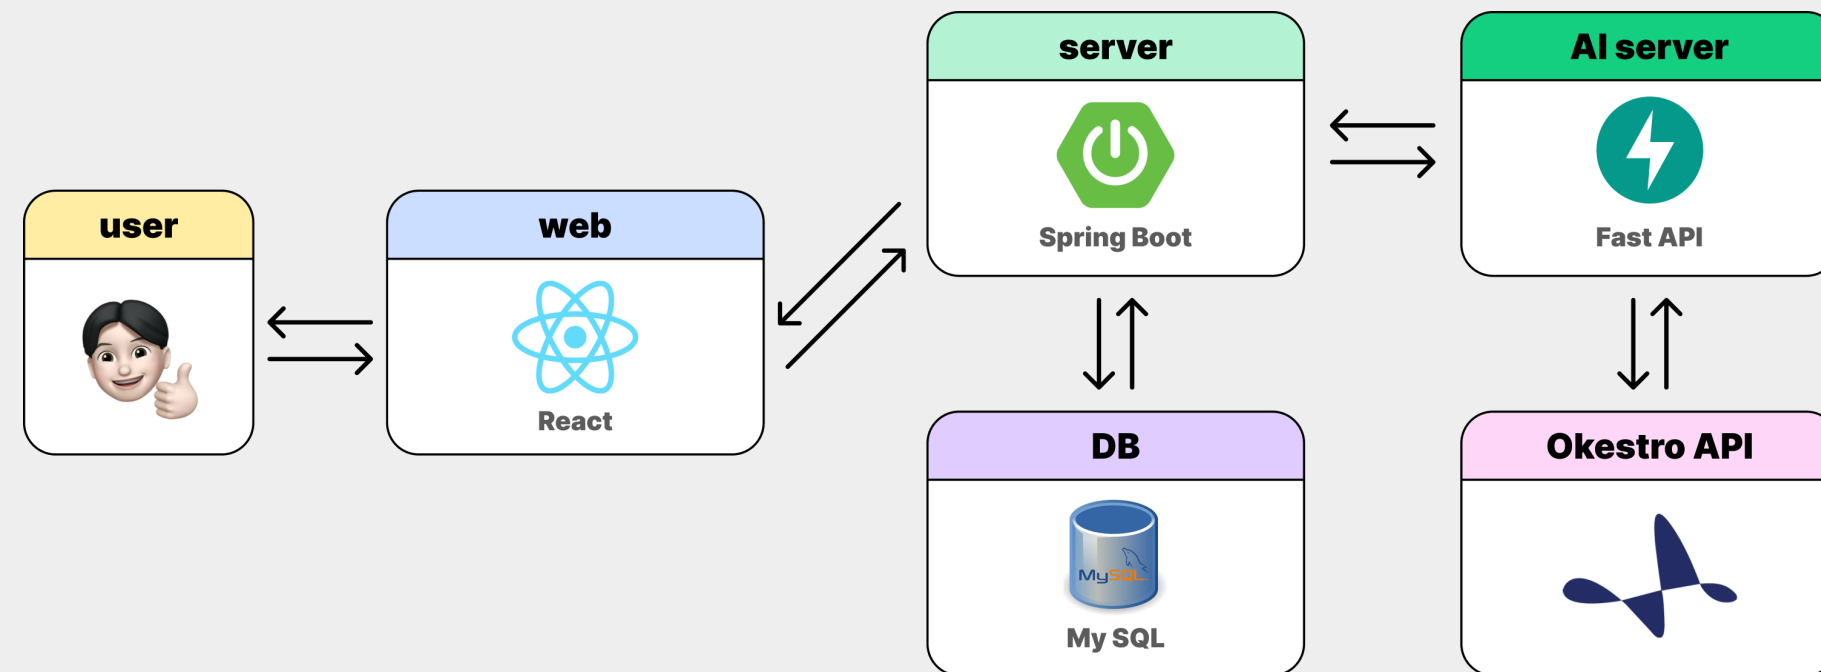 server
AI server
Spring Boot
Fast API
user
web
React
DB
Okestro API
MySQL
My SQL